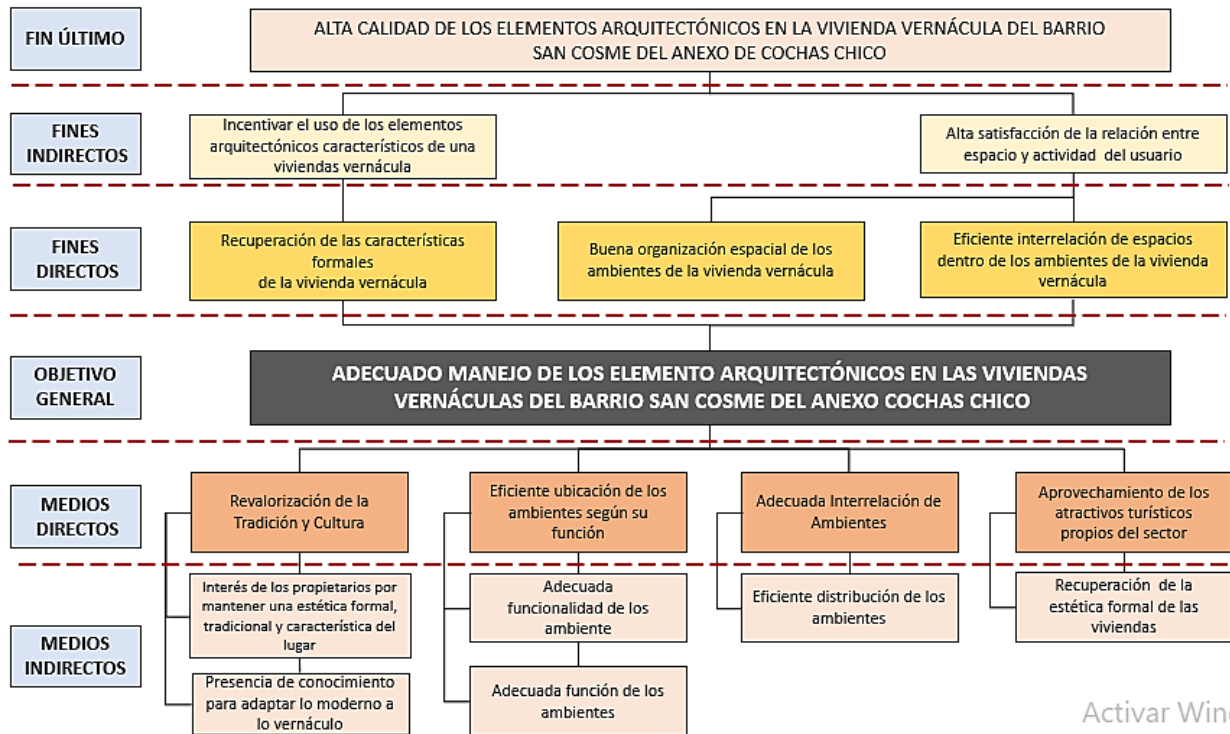 FIN ÚLTIMO
ALTA CALIDAD DE LOS ELEMENTOS ARQUITECTÓNICOS EN LA VIVIENDA VERNÁCULA DEL BARRIO
SAN COSME DEL ANEXO DE COCHAS CHICO
FINES
INDIRECTOS
Incentivar el uso de los elementos
arquitectónicos característicos de una
viviendas vernácula
Alta satisfacción de la relación entre
espacio y actividad del usuario
FINES
DIRECTOS
Recuperación de las características
formales
de la vivienda vernácula
Buena organización espacial de los
ambientes de la vivienda vernácula
Eficiente interrelación de espacios
dentro de los ambientes de la vivienda
vernácula
OBJETIVO
GENERAL
ADECUADO MANEJO DE LOS ELEMENTO ARQUITECTÓNICOS EN LAS VIVIENDAS
VERNÁCULAS DEL BARRIO SAN COSME DEL ANEXO COCHAS CHICO
MEDIOS
DIRECTOS
Revalorización de la
Tradición y Cultura
Eficiente ubicación de los
ambientes según su
función
Adecuada Interrelación de
Ambientes
Aprovechamiento de los
atractivos turísticos
propios del sector
MEDIOS
INDIRECTOS
Interés de los propietarios por
mantener una estética formal,
tradicional y característica del
lugar
Adecuada
funcionalidad de los
ambiente
Eficiente distribución de los
ambientes
Recuperación de la
estética formal de las
viviendas
Presencia de conocimiento
para adaptar lo moderno a
lo vernáculo
Adecuada función de los
ambientes
Activar Wind